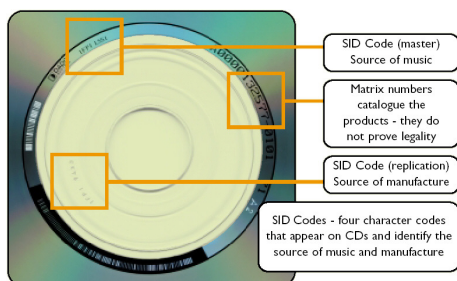 SID Code (master)
Source of music
Matrix numbers
catalogue the
products - they do
not prove legality
SID Code (replication)
Source of manufacture
SID Codes - four character codes
that appear on CDs and identify the
source of music and manufacture